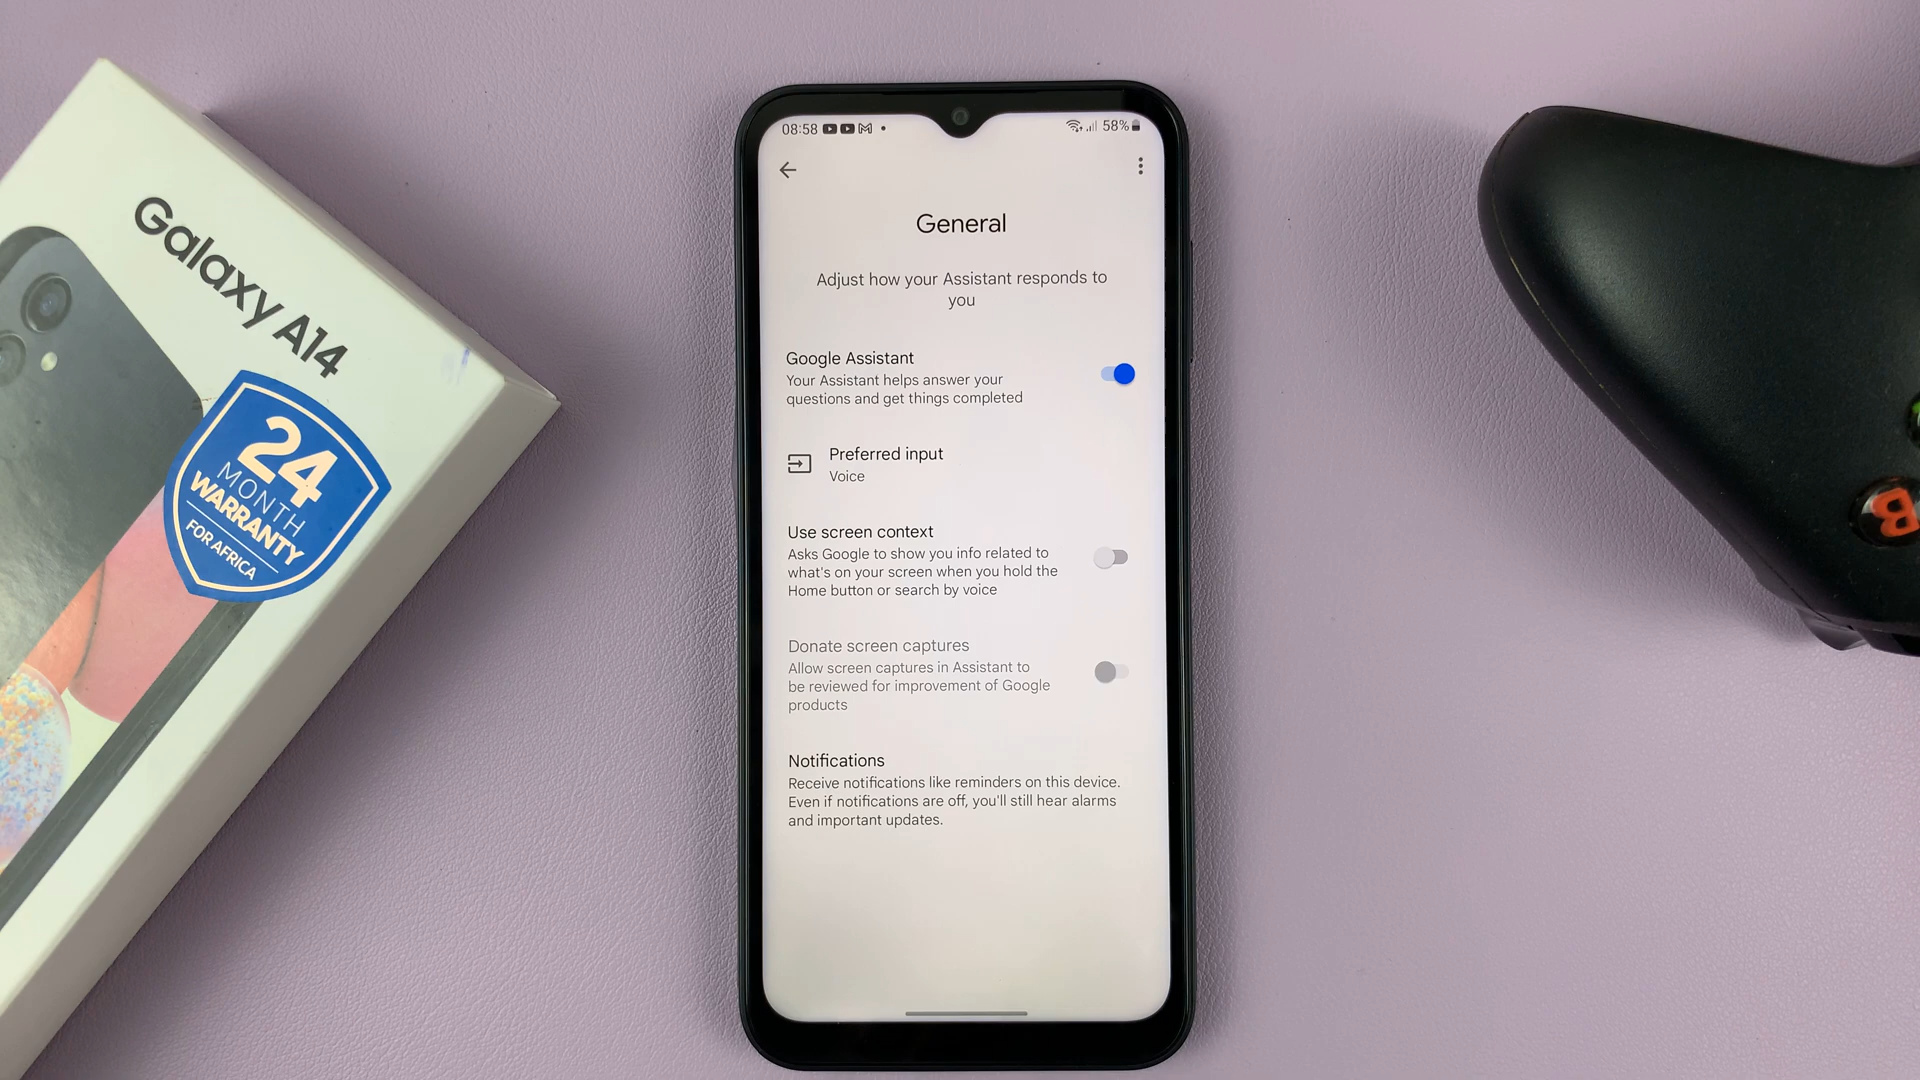 Galaxy A14
24
MONTH
WARRANTY
FOR AFRICA
08:58
58%
General
Adjust how your Assistant responds to
you
Google Assistant
Your Assistant helps answer your
questions and get things completed
Preferred input
Voice
Use screen context
Asks Google to show you info related to
what's on your screen when you hold the
Home button or search by voice
Donate screen captures
Allow screen captures in Assistant to
be reviewed for improvement of Google
products
Notifications
Receive notifications like reminders on this device.
Even if notifications are off, you'll still hear alarms
and important updates.
B